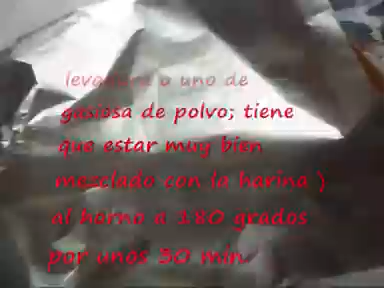 levadura o uno de
gasiosa de polvo; tiene
que estar muy bien
mezclado con la harina )
al horno a 180 grados
por unos 30 min